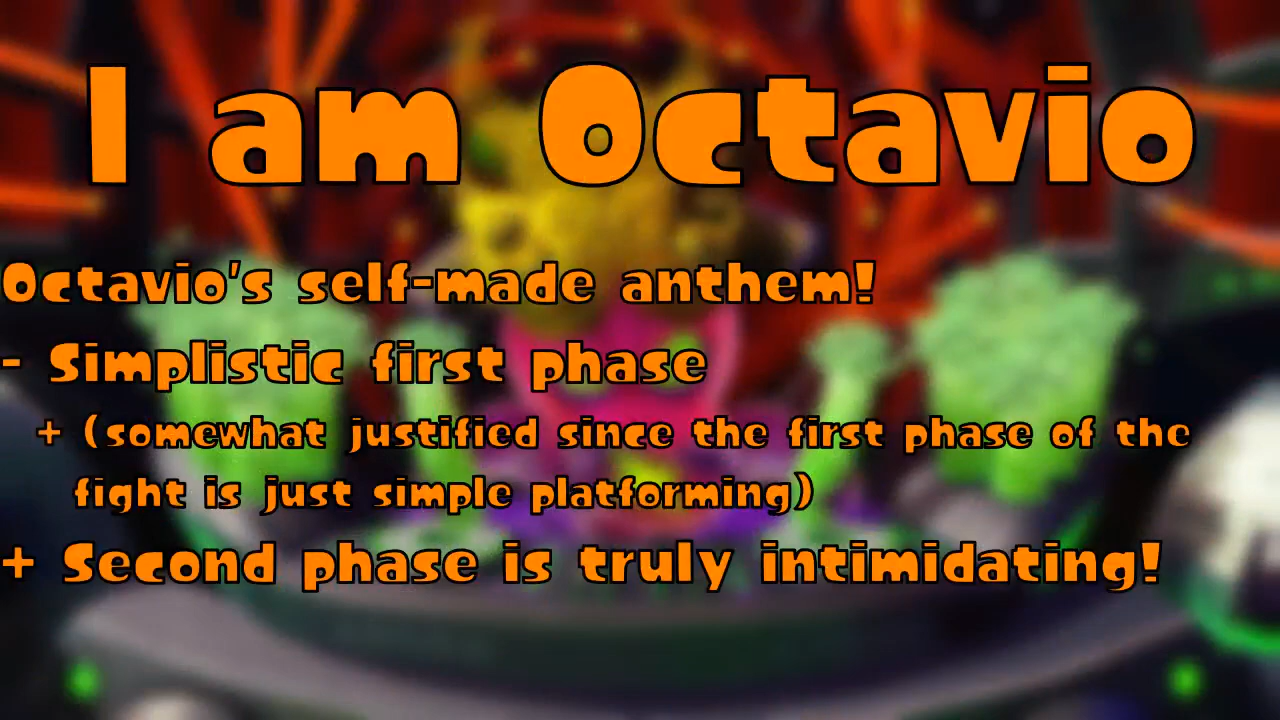 I am Octavio
Octavio's self-made anthem!
- Simplistic first phase
+ (somewhat justified since the first phase of the
fight is just simple platforming)
+ Second phase is truly intimidating!